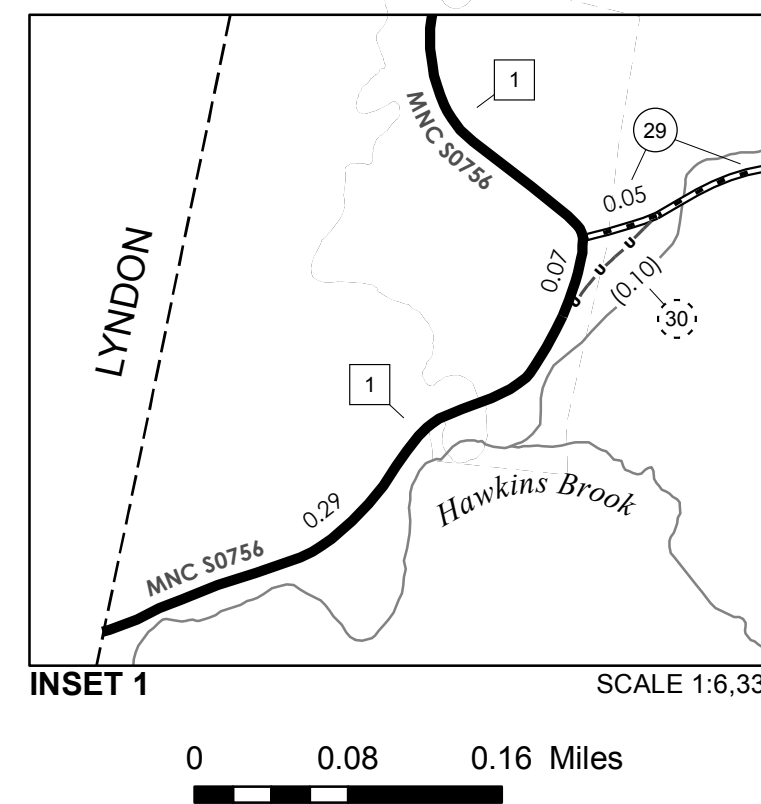 1
MNC S0756
29
0.05
LYNDON
0.07
(0.10)
30
1
Hawkins Brook
0.29
MNC S0756
INSET 1
SCALE 1:6,33
0 0.08 0.16 Miles